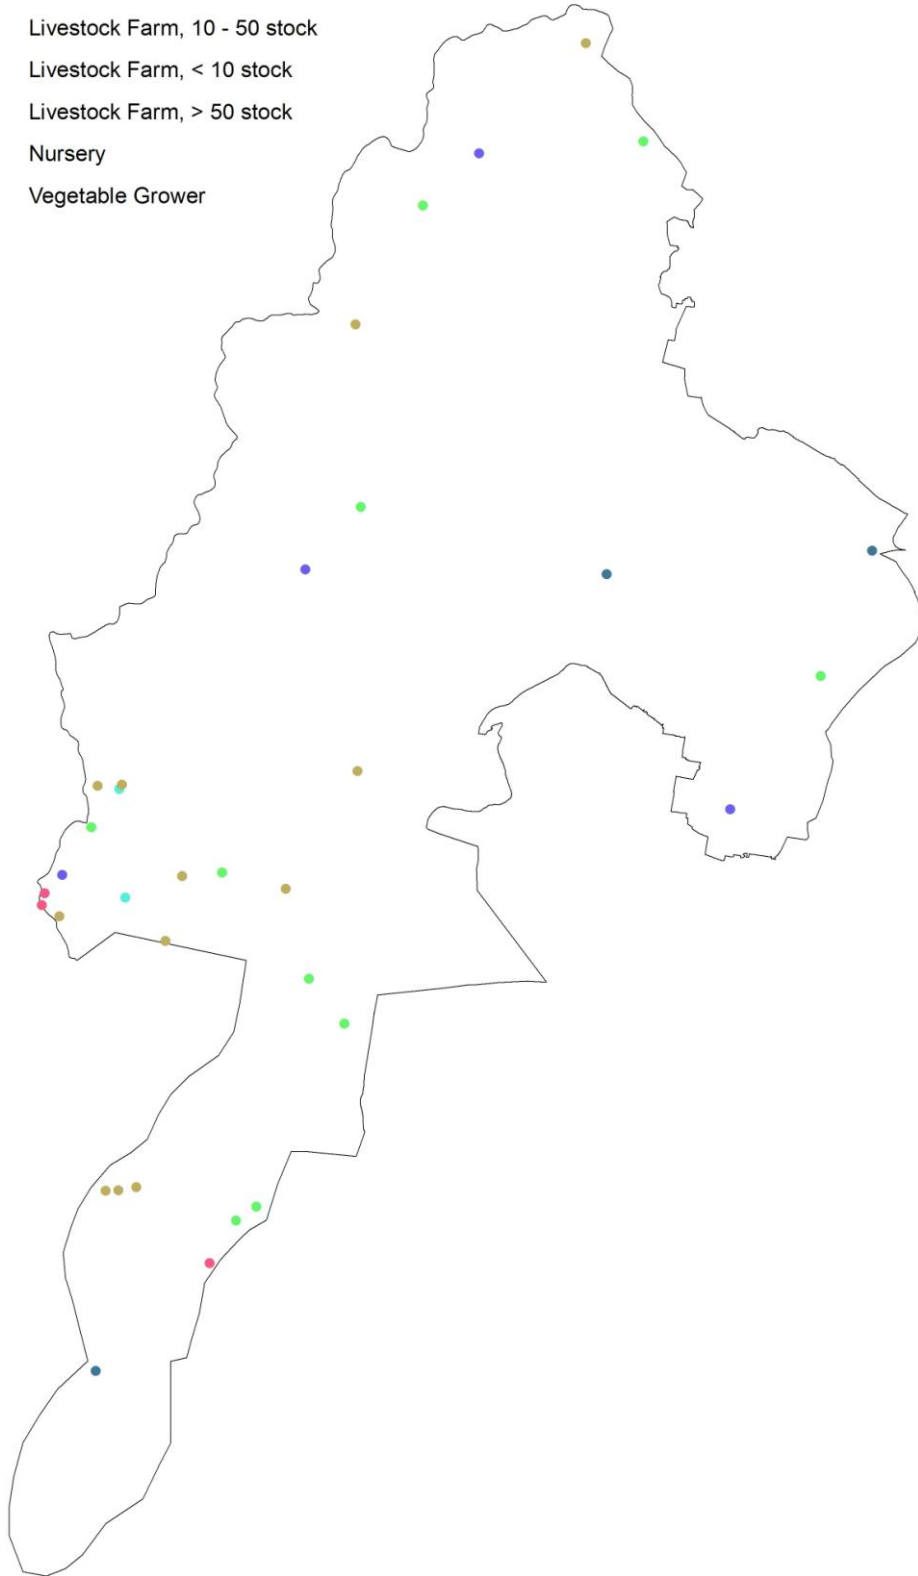 Livestock Farm, 10 - 50 stock
Livestock Farm, < 10 stock
Livestock Farm, > 50 stock
Nursery
Vegetable Grower